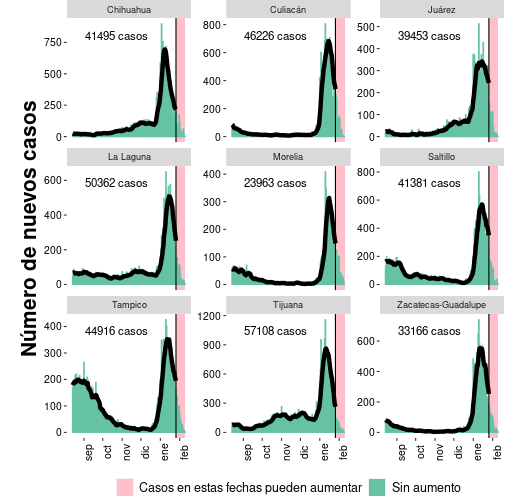 Número de nuevos casos
Chihuahua Culiacán Juárez
41495 casos 46226 casos 39453 casos
750 500 250 0
800 600 400 200 0
500 400 300 200 100 0
La Laguna Morelia Saltillo
50362 casos 23963 casos 41381 casos
600 400 200 0
400 300 200 100 0
800 600 400 200 0
Tampico Tijuana Zacatecas-Guadalupe
44916 casos 57108 casos 33166 casos
400 300 200 100 0
1200 900 600 300 0
600 400 200 0
sep oct nov dic ene feb
sep oct nov dic ene feb
sep oct nov dic ene feb
Casos en estas fechas pueden aumentar Sin aumento